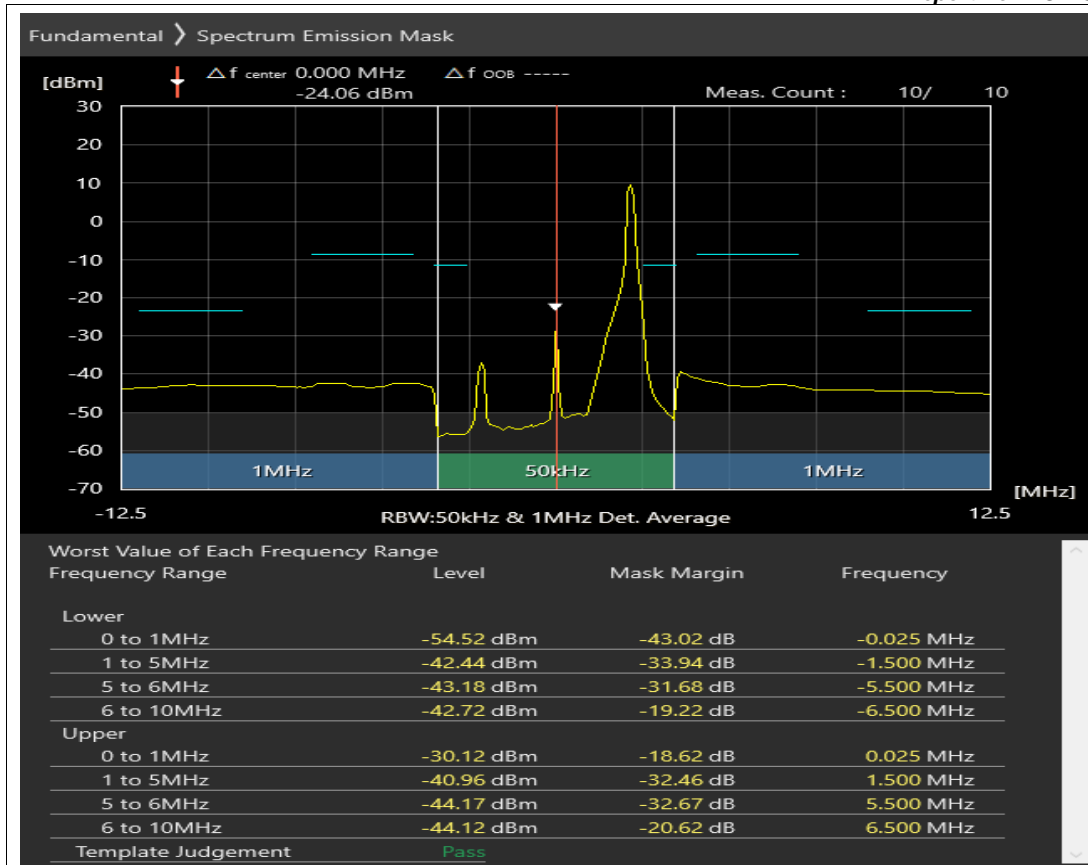 Fundamental ❯ Spectrum Emission Mask
[dBm] Δ f center 0.000 MHz Δ f OOB -----
-24.06 dBm Meas. Count : 10/ 10
30
20
10
0
-10
-20
-30
-40
-50
-60
1MHz 50kHz 1MHz
-70 [MHz]
-12.5 RBW:50kHz & 1MHz Det. Average 12.5
Worst Value of Each Frequency Range
Frequency Range Level Mask Margin Frequency
Lower
0 to 1MHz -54.52 dBm -43.02 dB -0.025 MHz
1 to 5MHz -42.44 dBm -33.94 dB -1.500 MHz
5 to 6MHz -43.18 dBm -31.68 dB -5.500 MHz
6 to 10MHz -42.72 dBm -19.22 dB -6.500 MHz
Upper
0 to 1MHz -30.12 dBm -18.62 dB 0.025 MHz
1 to 5MHz -40.96 dBm -32.46 dB 1.500 MHz
5 to 6MHz -44.17 dBm -32.67 dB 5.500 MHz
6 to 10MHz -44.12 dBm -20.62 dB 6.500 MHz
Template Judgement Pass